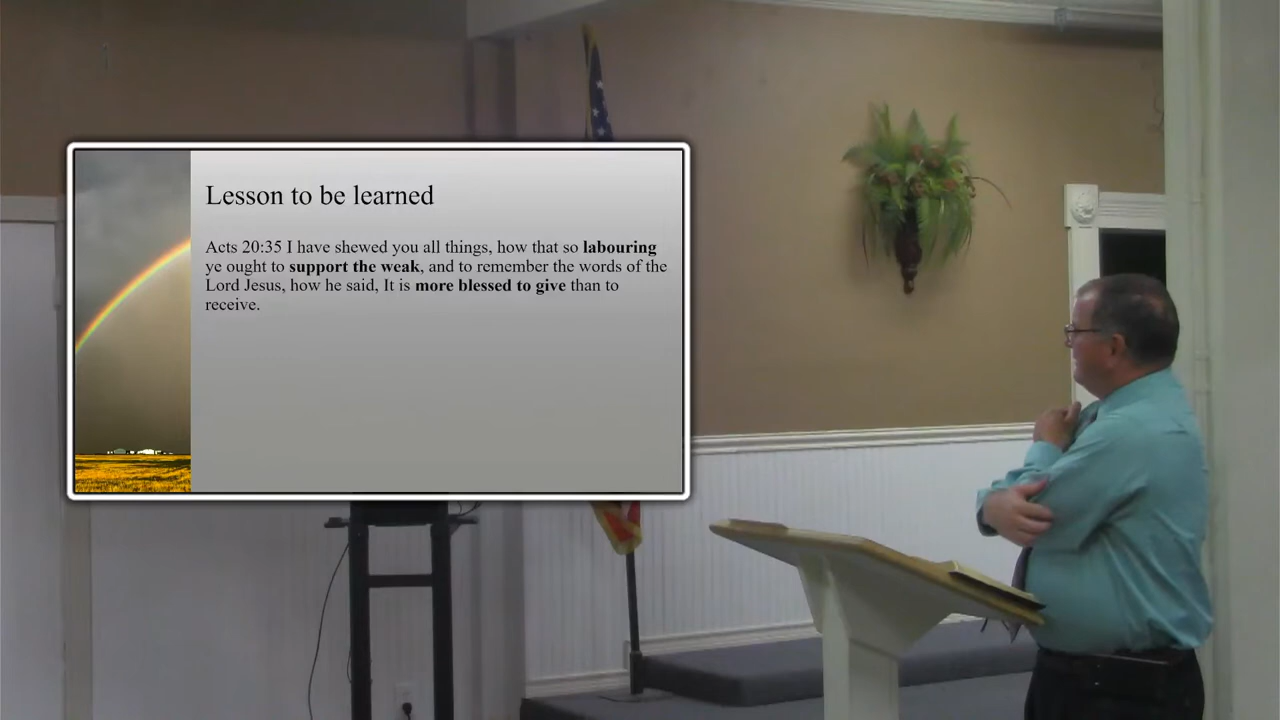 Lesson to be learned
Acts 20:35 I have shewed you all things, how that so labouring
ye ought to support the weak, and to remember the words of the
Lord Jesus, how he said, It is more blessed to give than to
receive.